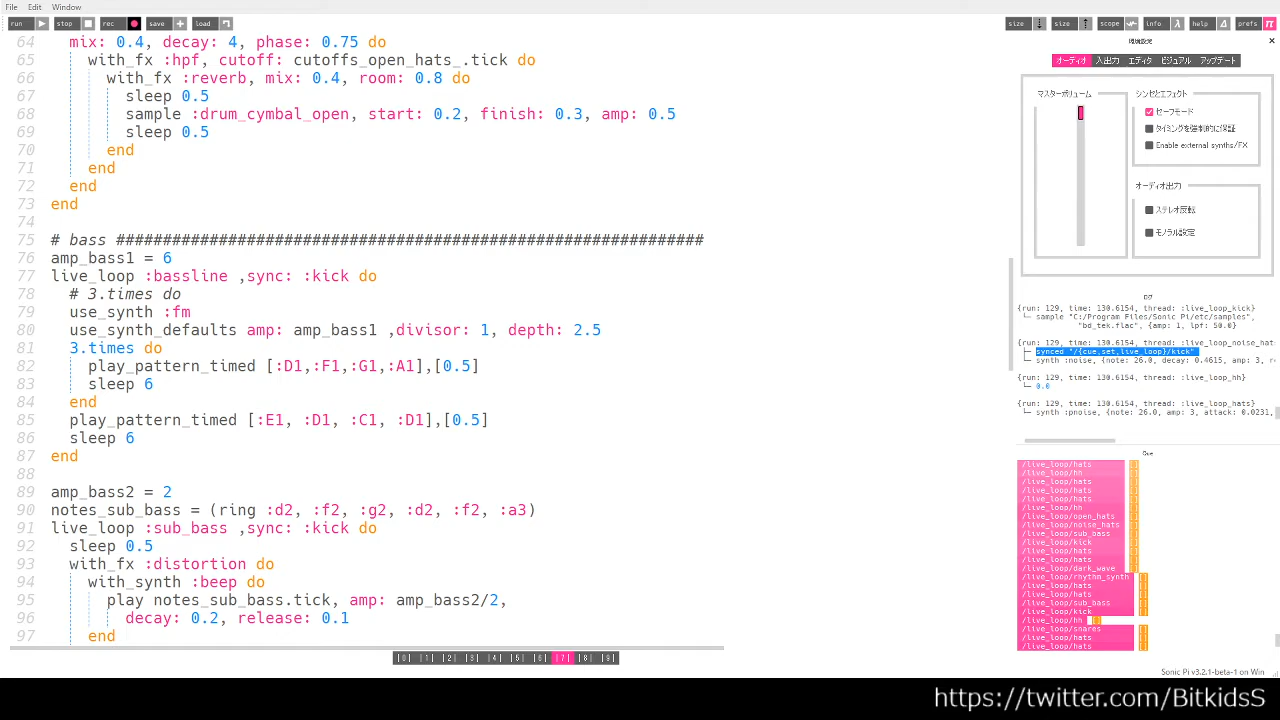 File Edit Window
run stop rec save load size size scope info help prefs
環境設定
オーディオ 入出力 エディタ ビジュアル アップデート
マスターボリューム
シンセとエフェクト
セーフモード
タイミングを強制的に保証
Enable external synths/FX
オーディオ出力
ステレオ反転
モノラル設定
64 mix: 0.4, decay: 4, phase: 0.75 do
65 with_fx :hpf, cutoff: cutoffs_open_hats_.tick do
66 with_fx :reverb, mix: 0.4, room: 0.8 do
67 sleep 0.5
68 sample :drum_cymbal_open, start: 0.2, finish: 0.3, amp: 0.5
69 sleep 0.5
70 end
71 end
72 end
73 end
74
75 # bass ###############################################################
76 amp_bass1 = 6
77 live_loop :bassline ,sync: :kick do
78 # 3.times do
79 use_synth :fm
80 use_synth_defaults amp: amp_bass1 ,divisor: 1, depth: 2.5
81 3.times do
82 play_pattern_timed [:D1,:F1,:G1,:A1],[0.5]
83 sleep 6
84 end
85 play_pattern_timed [:E1, :D1, :C1, :D1],[0.5]
86 sleep 6
87 end
88
89 amp_bass2 = 2
90 notes_sub_bass = (ring :d2, :f2, :g2, :d2, :f2, :a3)
91 live_loop :sub_bass ,sync: :kick do
92 sleep 0.5
93 with_fx :distortion do
94 with_synth :beep do
95 play notes_sub_bass.tick, amp: amp_bass2/2,
96 decay: 0.2, release: 0.1
97 end
ログ
{run: 129, time: 130.6154, thread: :live_loop_kick}
sample "C:/Program Files/Sonic Pi/etc/samples",
"bd_tek.flac", {amp: 1, lpf: 50.0}
{run: 129, time: 130.6154, thread: :live_loop_noise_hats
synced "/{cue,set,live_loop}/kick"
synth :noise, {note: 26.0, decay: 0.4615, amp: 3, re
{run: 129, time: 130.6154, thread: :live_loop_hh}
0.0
{run: 129, time: 130.6154, thread: :live_loop_hats}
synth :pnoise, {note: 26.0, amp: 3, attack: 0.0231,
Cue
/live_loop/hats []
/live_loop/hh []
/live_loop/hats []
/live_loop/hats []
/live_loop/hats []
/live_loop/hh []
/live_loop/open_hats []
/live_loop/noise_hats []
/live_loop/sub_bass []
/live_loop/kick []
/live_loop/hats []
/live_loop/hats []
/live_loop/dark_wave []
/live_loop/rhythm_synth []
/live_loop/hats []
/live_loop/hats []
/live_loop/sub_bass []
/live_loop/kick []
/live_loop/hh []
/live_loop/snares []
/live_loop/hats []
/live_loop/hats []
|0| |1| |2| |3| |4| |5| |6| |7| |8| |9|
Sonic Pi v3.2.1-beta-1 on Win
https://twitter.com/BitkidsS